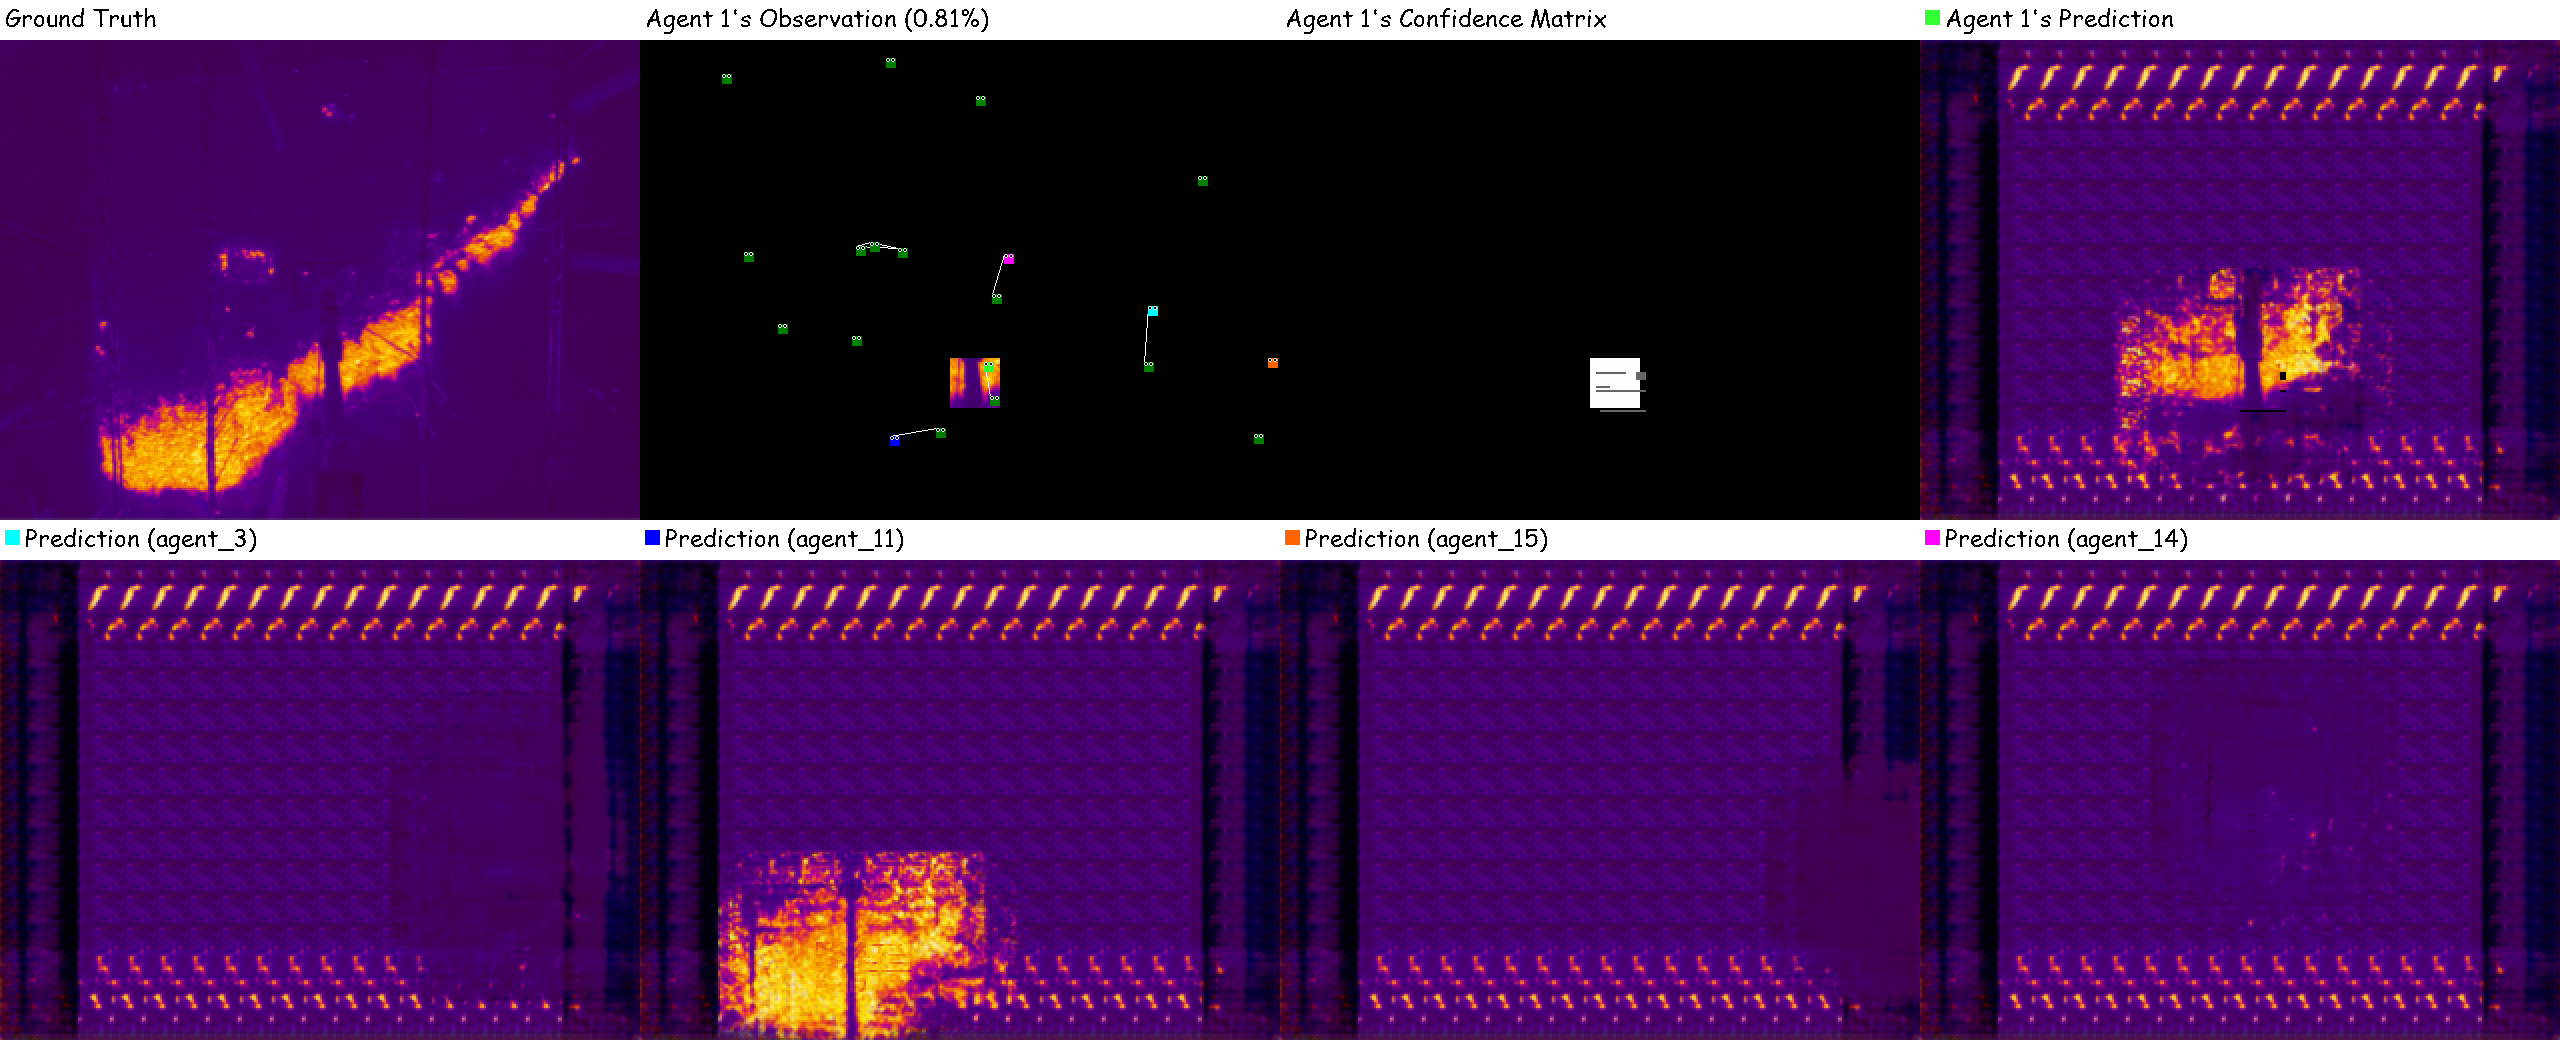 Ground Truth
Agent 1's Observation (0.81%)
Agent 1's Confidence Matrix
Agent 1's Prediction
Prediction (agent_3)
Prediction (agent_11)
Prediction (agent_15)
Prediction (agent_14)